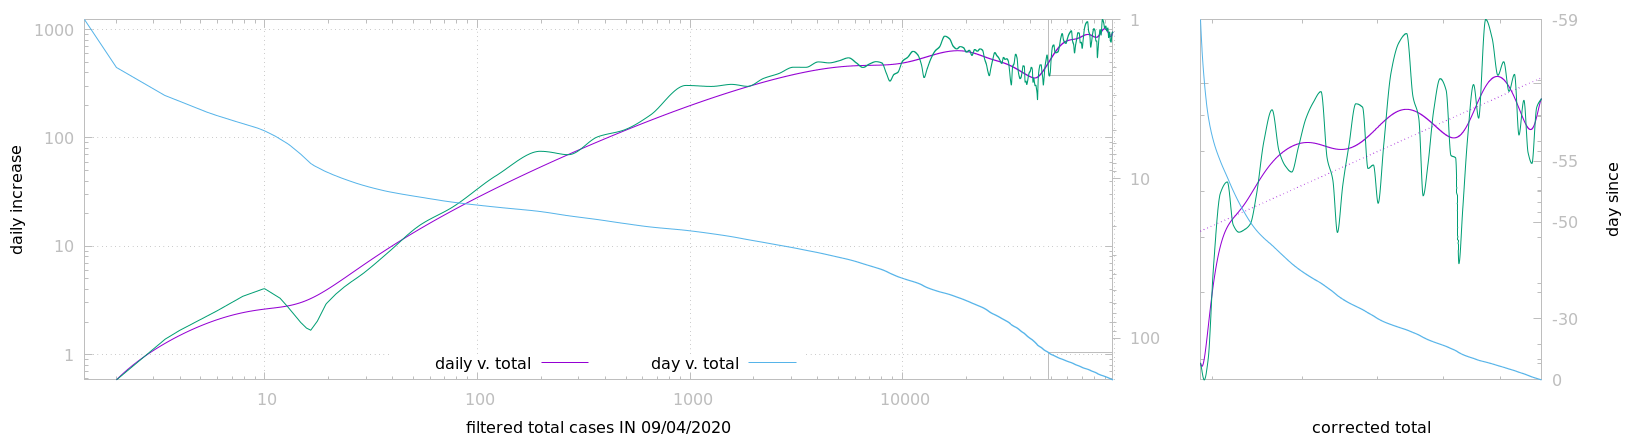 1000
100
10
1
daily increase
10
100
1000
10000
1
10
100
daily v. total
day v. total
filtered total cases IN 09/04/2020
-59
-55
-50
-30
0
day since
corrected total